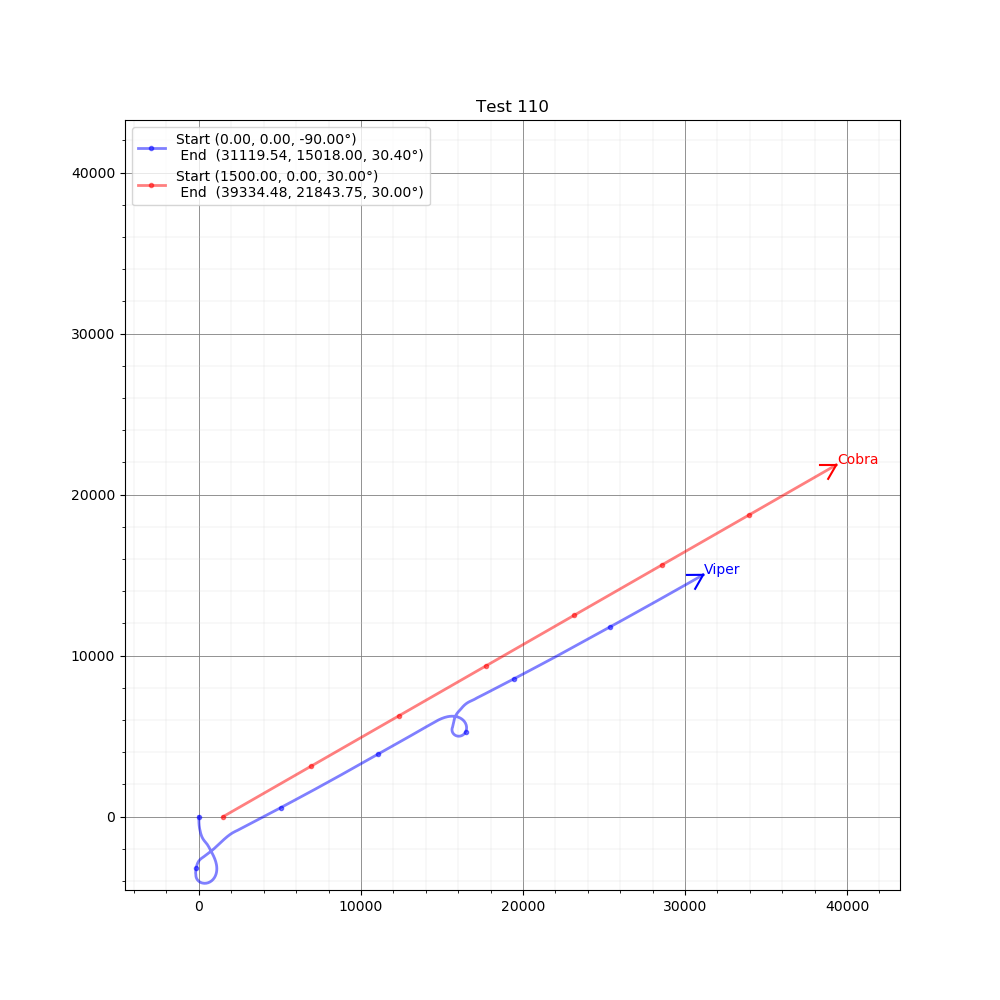 Test 110
Start (0.00, 0.00, -90.00°)
End  (31119.54, 15018.00, 30.40°)
Start (1500.00, 0.00, 30.00°)
End  (39334.48, 21843.75, 30.00°)
40000
30000
20000
10000
0
Cobra
Viper
0
10000
20000
30000
40000